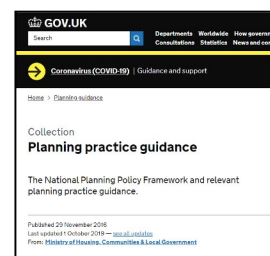 GOV.UK
Search
Departments Worldwide How governm
Consultations Statistics News and com
Coronavirus (COVID-19) | Guidance and support
Home > Planning guidance
Collection
Planning practice guidance
The National Planning Policy Framework and relevant
planning practice guidance.
Published 29 November 2016
Last updated 1 October 2019 — see all updates
From: Ministry of Housing, Communities & Local Government